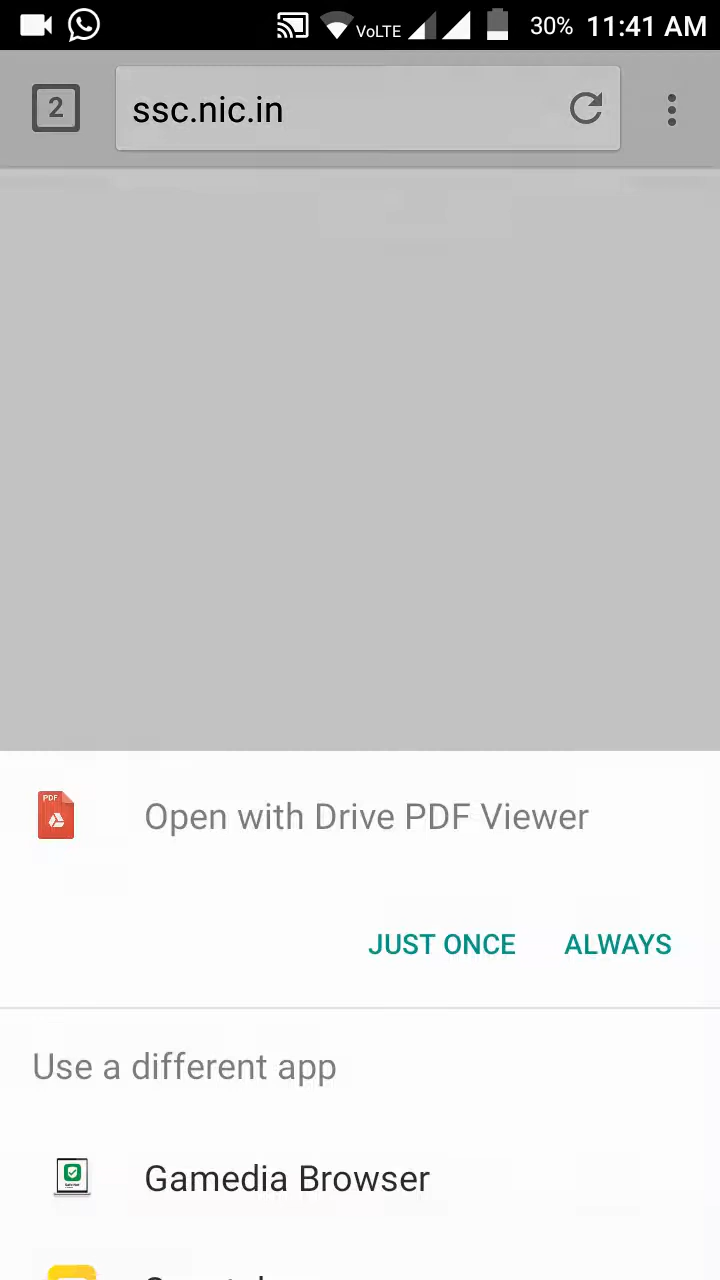 VoLTE 30% 11:41 AM
2 ssc.nic.in
PDF
Open with Drive PDF Viewer
JUST ONCE ALWAYS
Use a different app
Gamedia Browser